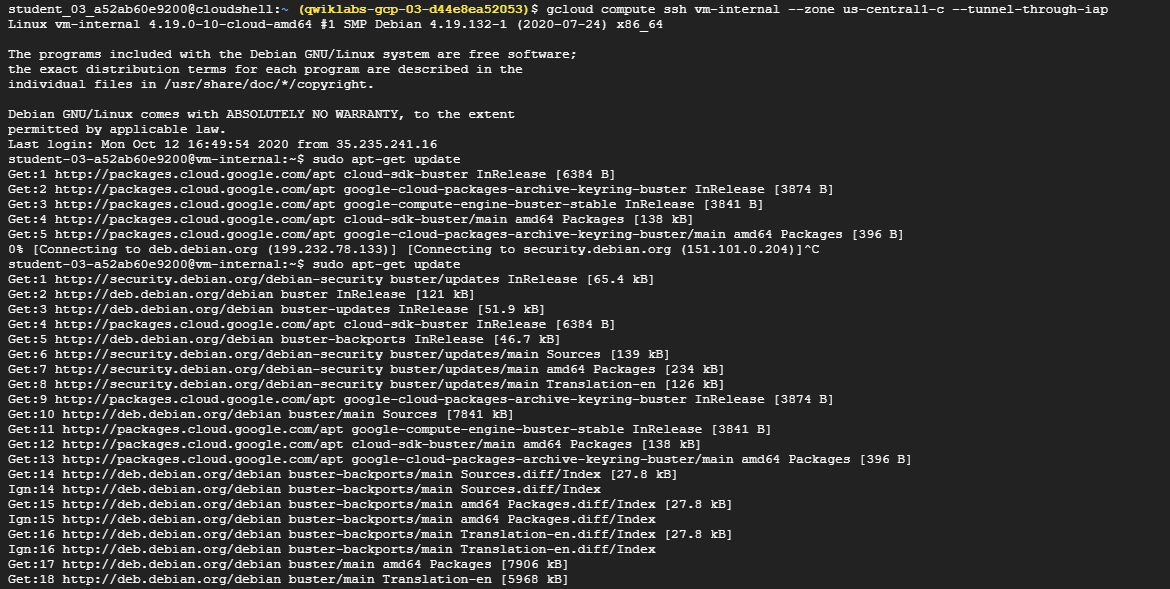 student_03_a52ab60e9200@cloudshell:~ (qwiklabs-gcp-03-d44e8ea52053)$ gcloud compute ssh vm-internal --zone us-central1-c --tunnel-through-iap
Linux vm-internal 4.19.0-10-cloud-amd64 #1 SMP Debian 4.19.132-1 (2020-07-24) x86_64
The programs included with the Debian GNU/Linux system are free software;
the exact distribution terms for each program are described in the
individual files in /usr/share/doc/*/copyright.
Debian GNU/Linux comes with ABSOLUTELY NO WARRANTY, to the extent
permitted by applicable law.
Last login: Mon Oct 12 16:49:54 2020 from 35.235.241.16
student-03-a52ab60e9200@vm-internal:~$ sudo apt-get update
Get:1 http://packages.cloud.google.com/apt cloud-sdk-buster InRelease [6384 B]
Get:2 http://packages.cloud.google.com/apt google-cloud-packages-archive-keyring-buster InRelease [3874 B]
Get:3 http://packages.cloud.google.com/apt google-compute-engine-buster-stable InRelease [3841 B]
Get:4 http://packages.cloud.google.com/apt cloud-sdk-buster/main amd64 Packages [138 kB]
Get:5 http://packages.cloud.google.com/apt google-cloud-packages-archive-keyring-buster/main amd64 Packages [396 B]
0% [Connecting to deb.debian.org (199.232.78.133)] [Connecting to security.debian.org (151.101.0.204)]^C
student-03-a52ab60e9200@vm-internal:~$ sudo apt-get update
Get:1 http://security.debian.org/debian-security buster/updates InRelease [65.4 kB]
Get:2 http://deb.debian.org/debian buster InRelease [121 kB]
Get:3 http://deb.debian.org/debian buster-updates InRelease [51.9 kB]
Get:4 http://packages.cloud.google.com/apt cloud-sdk-buster InRelease [6384 B]
Get:5 http://deb.debian.org/debian buster-backports InRelease [46.7 kB]
Get:6 http://security.debian.org/debian-security buster/updates/main Sources [139 kB]
Get:7 http://security.debian.org/debian-security buster/updates/main amd64 Packages [234 kB]
Get:8 http://security.debian.org/debian-security buster/updates/main Translation-en [126 kB]
Get:9 http://packages.cloud.google.com/apt google-cloud-packages-archive-keyring-buster InRelease [3874 B]
Get:10 http://deb.debian.org/debian buster/main Sources [7841 kB]
Get:11 http://packages.cloud.google.com/apt google-compute-engine-buster-stable InRelease [3841 B]
Get:12 http://packages.cloud.google.com/apt cloud-sdk-buster/main amd64 Packages [138 kB]
Get:13 http://packages.cloud.google.com/apt google-cloud-packages-archive-keyring-buster/main amd64 Packages [396 B]
Get:14 http://deb.debian.org/debian buster-backports/main Sources.diff/Index [27.8 kB]
Ign:14 http://deb.debian.org/debian buster-backports/main Sources.diff/Index
Get:15 http://deb.debian.org/debian buster-backports/main amd64 Packages.diff/Index [27.8 kB]
Ign:15 http://deb.debian.org/debian buster-backports/main amd64 Packages.diff/Index
Get:16 http://deb.debian.org/debian buster-backports/main Translation-en.diff/Index [27.8 kB]
Ign:16 http://deb.debian.org/debian buster-backports/main Translation-en.diff/Index
Get:17 http://deb.debian.org/debian buster/main amd64 Packages [7906 kB]
Get:18 http://deb.debian.org/debian buster/main Translation-en [5968 kB]